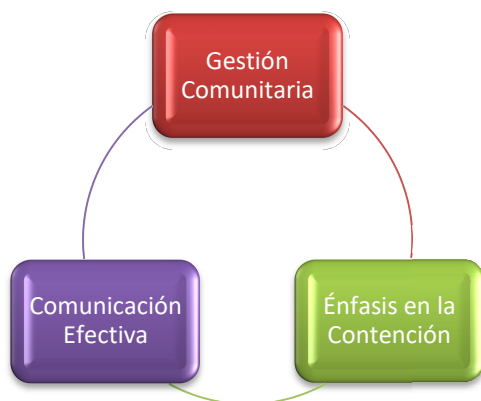 Gestión
Comunitaria
Comunicación
Efectiva
Énfasis en la
Contención